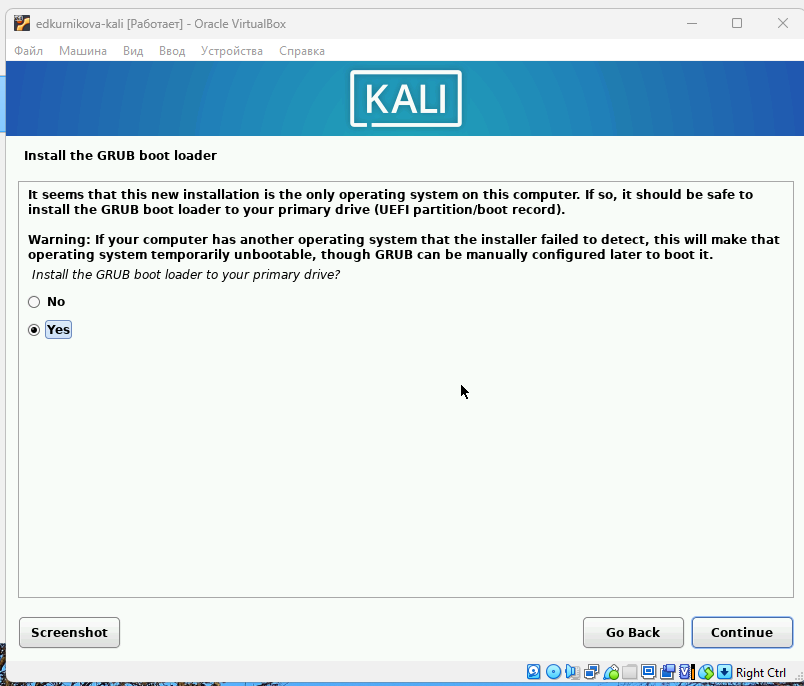 edkurnikova-kali [Работает] - Oracle VirtualBox
Файл Машина Вид Ввод Устройства Справка
KALI
Install the GRUB boot loader
It seems that this new installation is the only operating system on this computer. If so, it should be safe to
install the GRUB boot loader to your primary drive (UEFI partition/boot record).
Warning: If your computer has another operating system that the installer failed to detect, this will make that
operating system temporarily unbootable, though GRUB can be manually configured later to boot it.
Install the GRUB boot loader to your primary drive?
No
Yes
Screenshot Go Back Continue
Right Ctrl